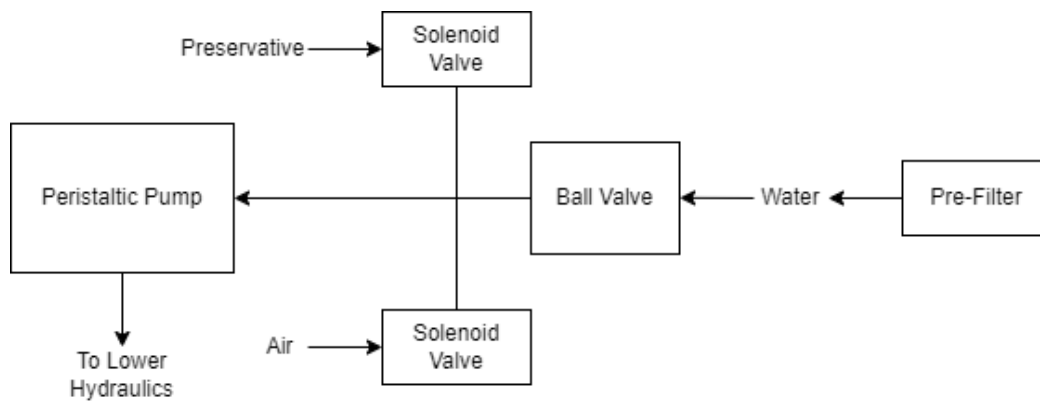 Preservative
Solenoid
Valve
Peristaltic Pump
Ball Valve
Water
Pre-Filter
Air
Solenoid
Valve
To Lower
Hydraulics